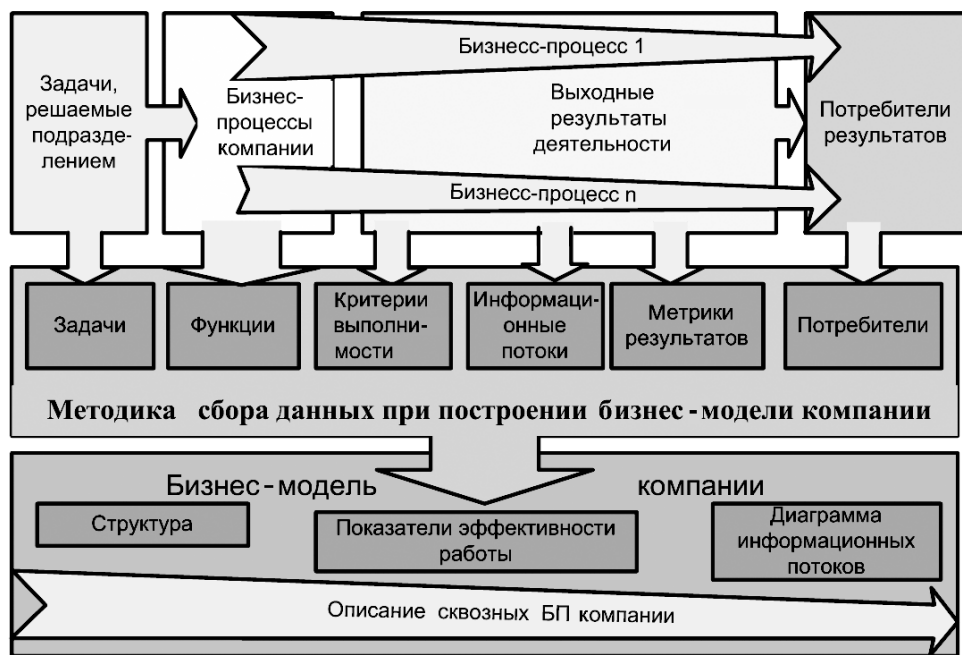 Бизнесс-процесс 1
Задачи,
решаемые
подразде-
лением
Бизнес-
процессы
компании
Выходные
результаты
деятельности
Потребители
результатов
Бизнесс-процесс n
Задачи
Функции
Критерии
выполни-
мости
Информаци-
онные
потоки
Метрики
результатов
Потребители
Методика сбора данных при построении бизнес-модели компании
Бизнес-модель компании
Структура
Показатели эффективности
работы
Диаграмма
информационных
потоков
Описание сквозных БП компании